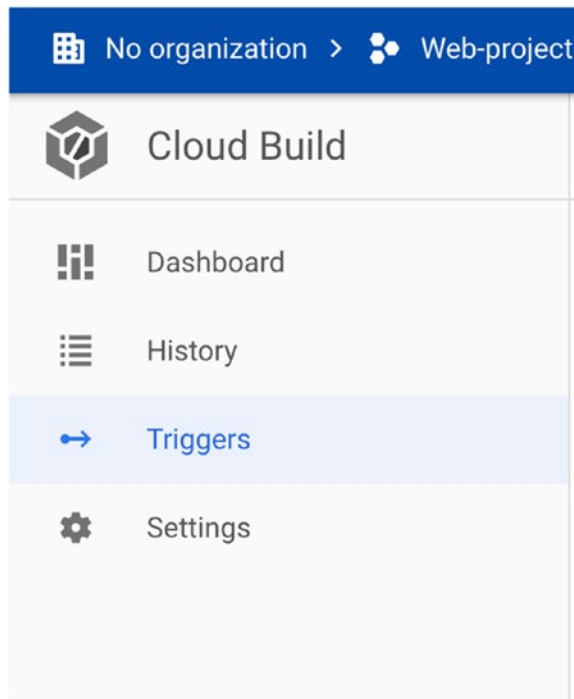 No organization > Web-project
Cloud Build
Dashboard
History
Triggers
Settings